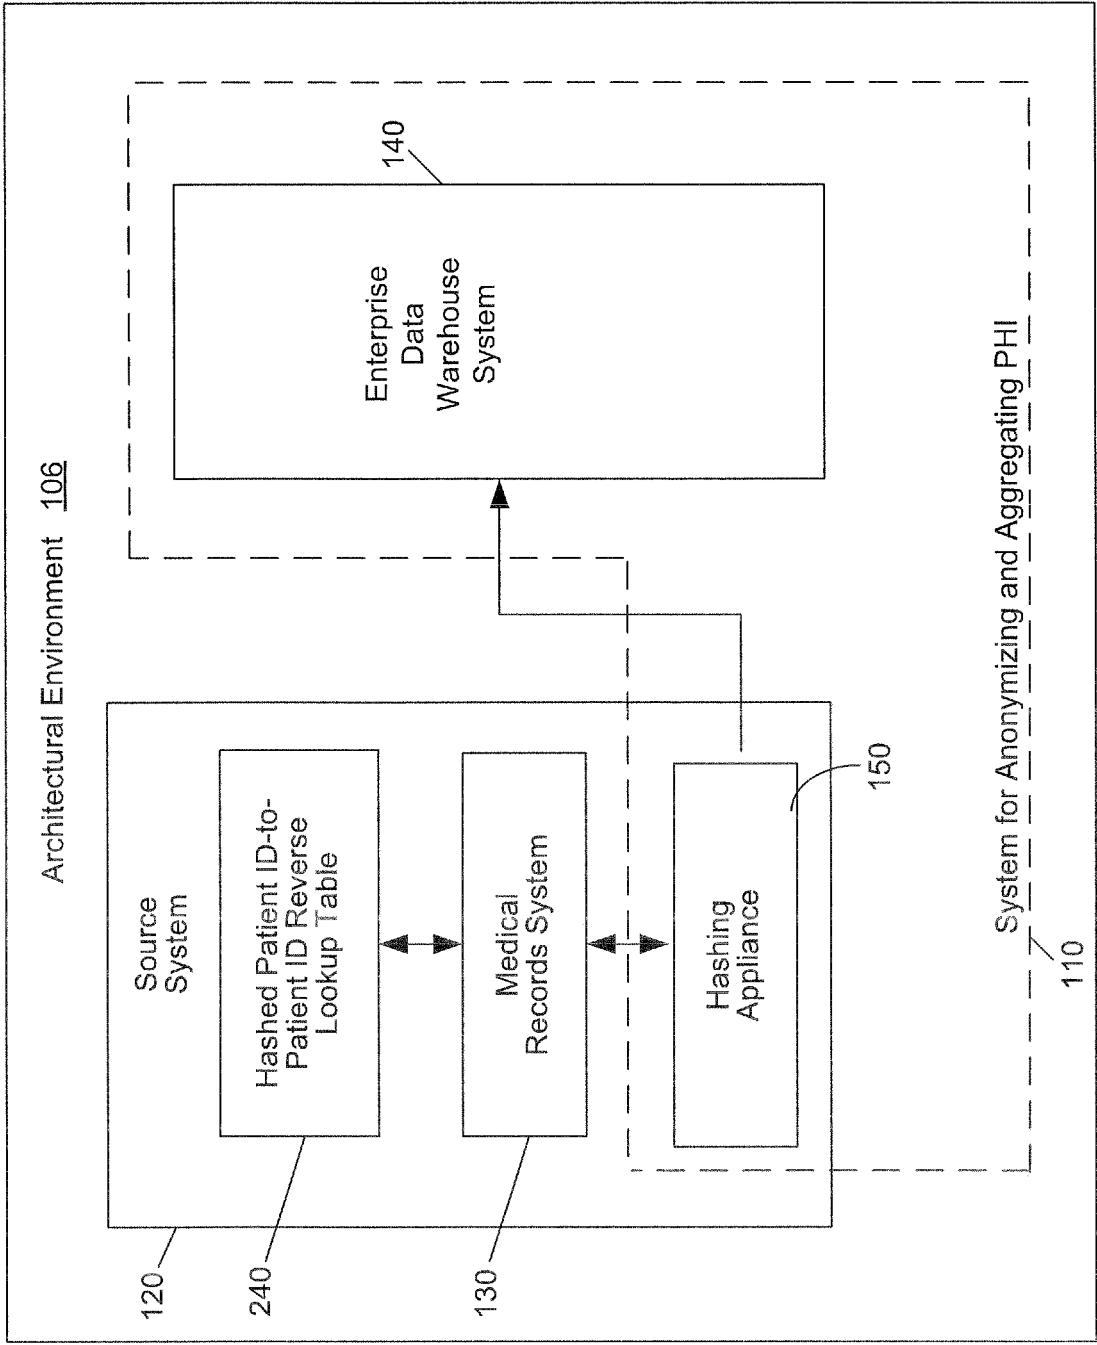 Architectural Environment 106
120
Source
System
240
Hashed Patient ID-to-
Patient ID Reverse
Lookup Table
130
Medical
Records System
Hashing
Appliance
150
Enterprise
Data
Warehouse
System
140
System for Anonymizing and Aggregating PHI
110